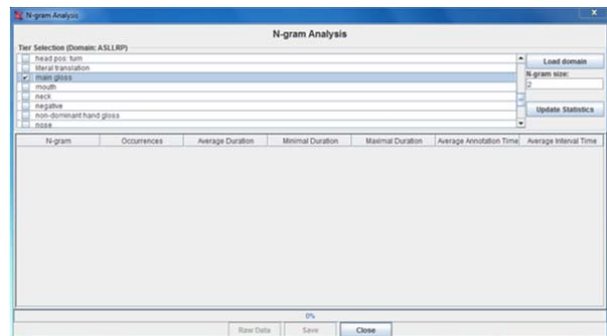 N-gram Analysis
N-gram Analysis
Tier Selection (Domain: ASLLRP)
head pos: turn
literal translation
main gloss
mouth
neck
negative
non-dominant hand gloss
nose
Load domain
N-gram size:
2
Update Statistics
N-gram Occurrences Average Duration Minimal Duration Maximal Duration Average Annotation Time Average Interval Time
0%
Raw Data Save Close